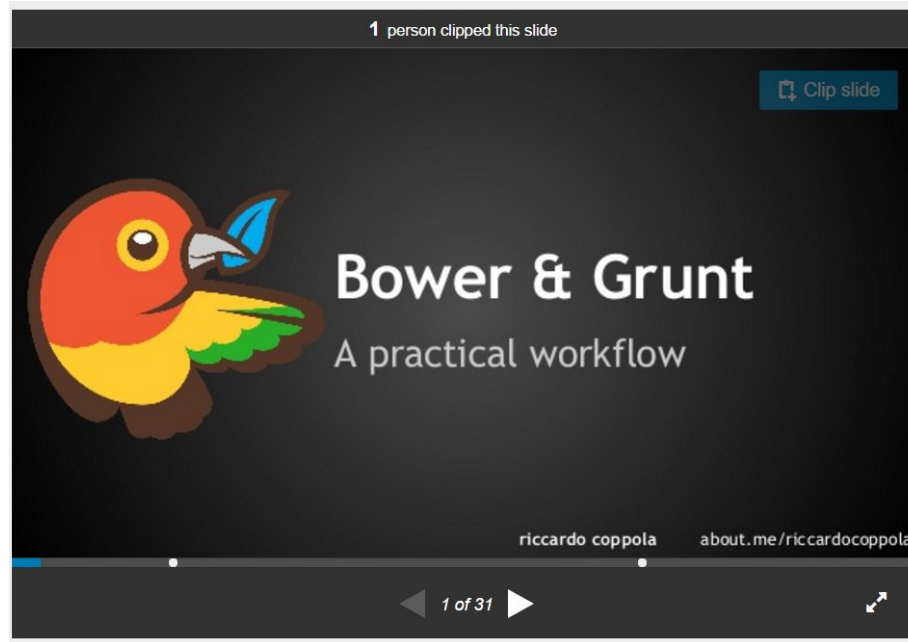 1 person clipped this slide
Clip slide
Bower & Grunt
A practical workflow
riccardo coppola about.me/riccardocoppola
1 of 31